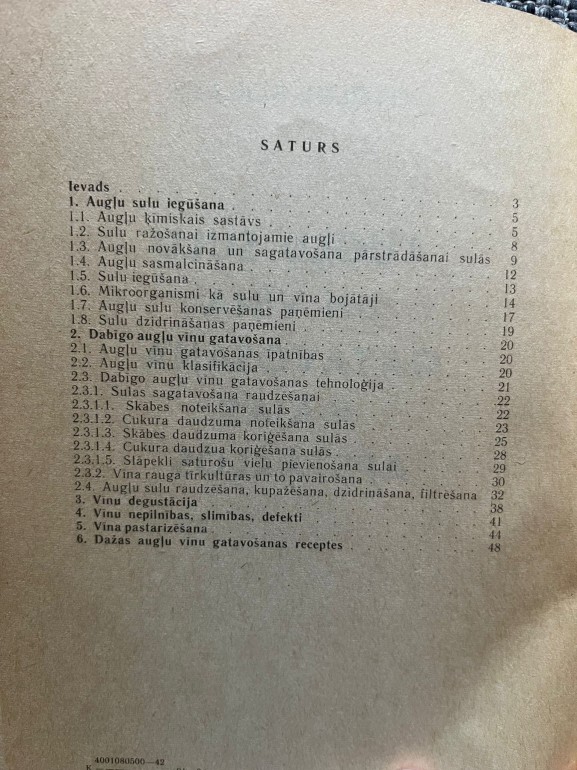 SATURS
Ievads . . . 3
1. Augļu sulu iegūšana . . . 5
1.1. Augļu ķīmiskais sastāvs . . . 5
1.2. Sulu ražošanai izmantojamie augļi . . . 8
1.3. Augļu novākšana un sagatavošana pārstrādāšanai sulās 9
1.4. Augļu sasmalcināšana . . . 12
1.5. Sulu iegūšana . . . 13
1.6. Mikroorganismi kā sulu un vīna bojātāji . . . 14
1.7. Augļu sulu konservēšanas paņēmieni . . . 17
1.8. Sulu dzidrināšanas paņēmieni . . . 19
2. Dabīgo augļu vīnu gatavošana . . . 20
2.1. Augļu vīnu gatavošanas īpatnības . . . 20
2.2. Augļu vīnu klasifikācija . . . 20
2.3. Dabīgo augļu vīnu gatavošanas tehnoloģija . . . 21
2.3.1. Sulas sagatavošana raudzēšanai . . . 22
2.3.1.1. Skābes noteikšana sulās . . . 22
2.3.1.2. Cukura daudzuma noteikšana sulās . . . 23
2.3.1.3. Skābes daudzuma koriģēšana sulās . . . 25
2.3.1.4. Cukura daudzua koriģēšana sulās . . . 28
2.3.1.5. Slāpekli saturošu vielu pievienošana sulai . . . 29
2.3.2. Vīna rauga tīrkultūras un to pavairošana . . . 30
2.4. Augļu sulu raudzēšana, kupažēšana, dzidrināšana, filtrēšana 32
3. Vīnu degustācija . . . 38
4. Vīnu nepilnības, slimības, defekti . . . 41
5. Vīna pastarizēšana . . . 44
6. Dažas augļu vīnu gatavošanas receptes . . . 48
4001080500—42